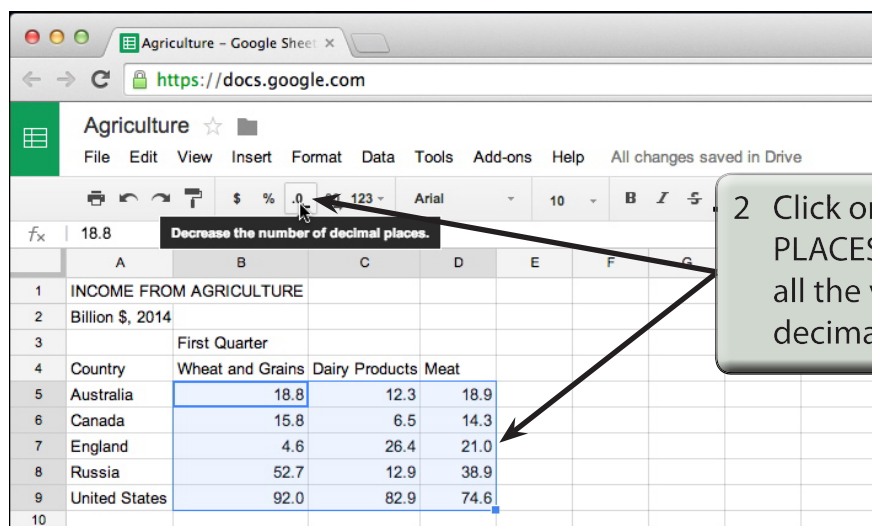 Agriculture – Google Sheet ×
https://docs.google.com
Agriculture
File Edit View Insert Format Data Tools Add-ons Help All changes saved in Drive
$ % .0 123 Arial 10 B I S
fx 18.8
Decrease the number of decimal places.
2 Click
PLACES
all the
A B C D E F G
1 INCOME FROM AGRICULTURE
2 Billion $, 2014
3 First Quarter
4 Country Wheat and Grains Dairy Products Meat
5 Australia 18.8 12.3 18.9
6 Canada 15.8 6.5 14.3
7 England 4.6 26.4 21.0
8 Russia 52.7 12.9 38.9
9 United States 92.0 82.9 74.6
10